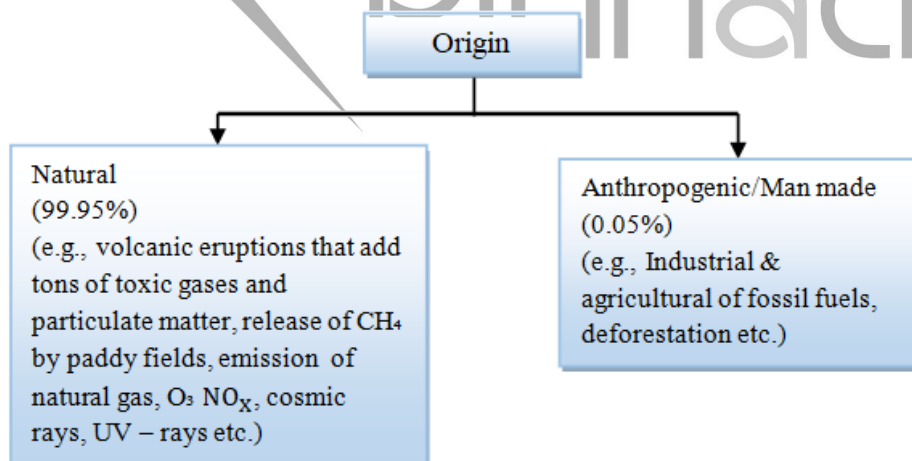 Origin
Natural
(99.95%)
(e.g., volcanic eruptions that add
tons of toxic gases and
particulate matter, release of CH₄
by paddy fields, emission of
natural gas, O₃ NOₓ, cosmic
rays, UV – rays etc.)
Anthropogenic/Man made
(0.05%)
(e.g., Industrial &
agricultural of fossil fuels,
deforestation etc.)